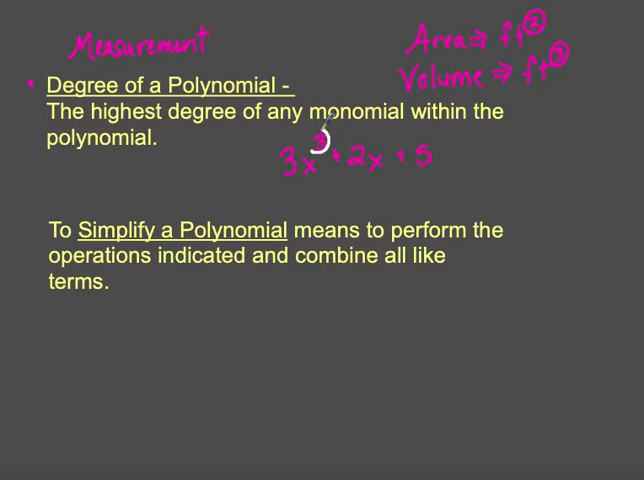 Measurement
Area ⇒ ft²
Volume ⇒ ft³
• Degree of a Polynomial -
The highest degree of any monomial within the
polynomial.
3x³ + 2x + 5
To Simplify a Polynomial means to perform the
operations indicated and combine all like
terms.